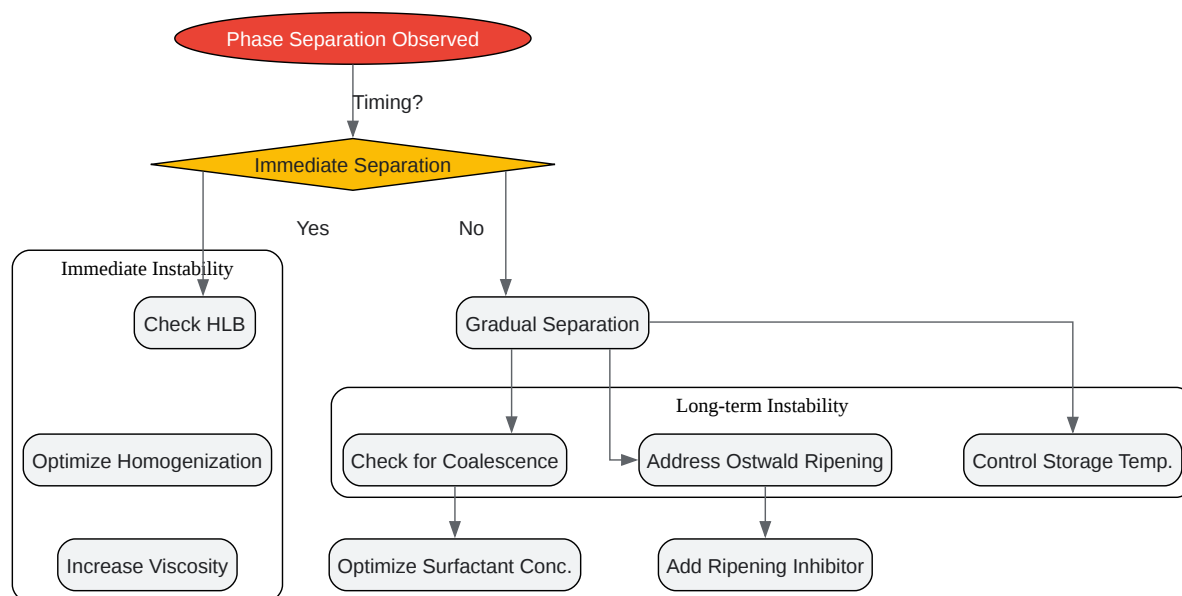 Phase Separation Observed
Timing?
Immediate Separation
Yes
No
Immediate Instability
Check HLB
Gradual Separation
Long-term Instability
Optimize Homogenization
Check for Coalescence
Address Ostwald Ripening
Control Storage Temp.
Increase Viscosity
Optimize Surfactant Conc.
Add Ripening Inhibitor